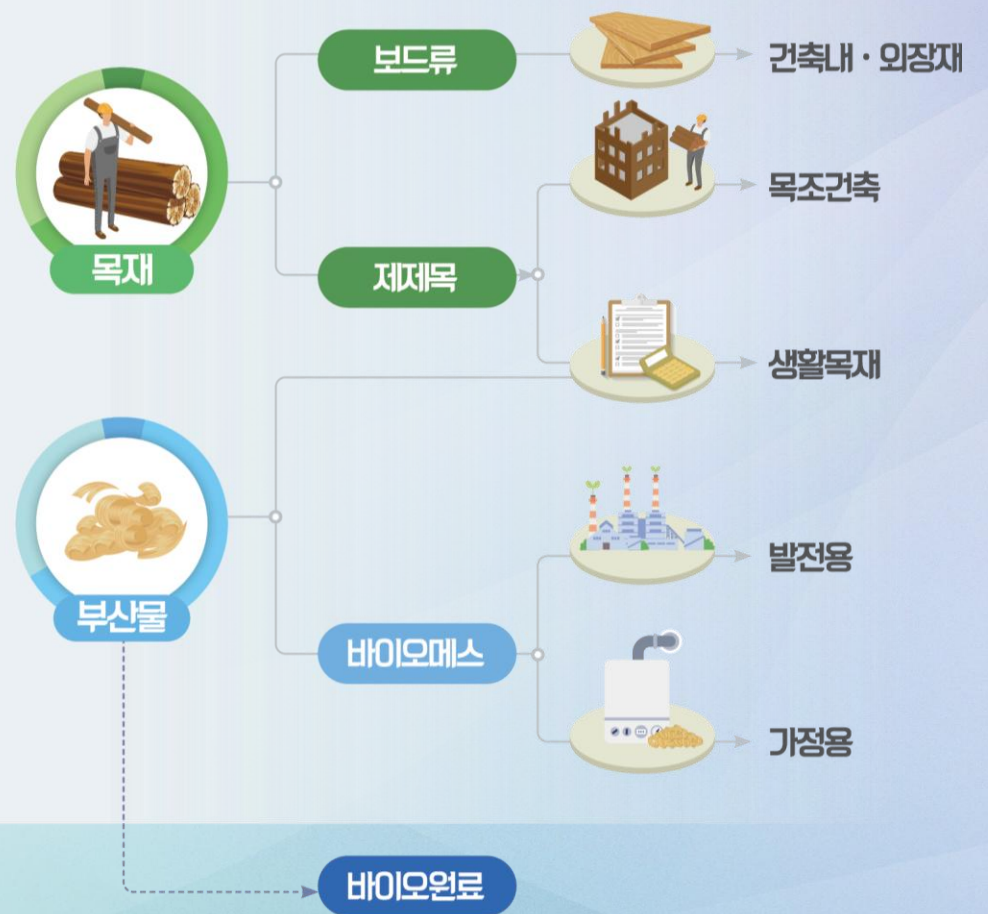 보드류
건축내·외장재
목조건축
목재
제제목
생활목재
발전용
부산물
바이오메스
가정용
바이오원료